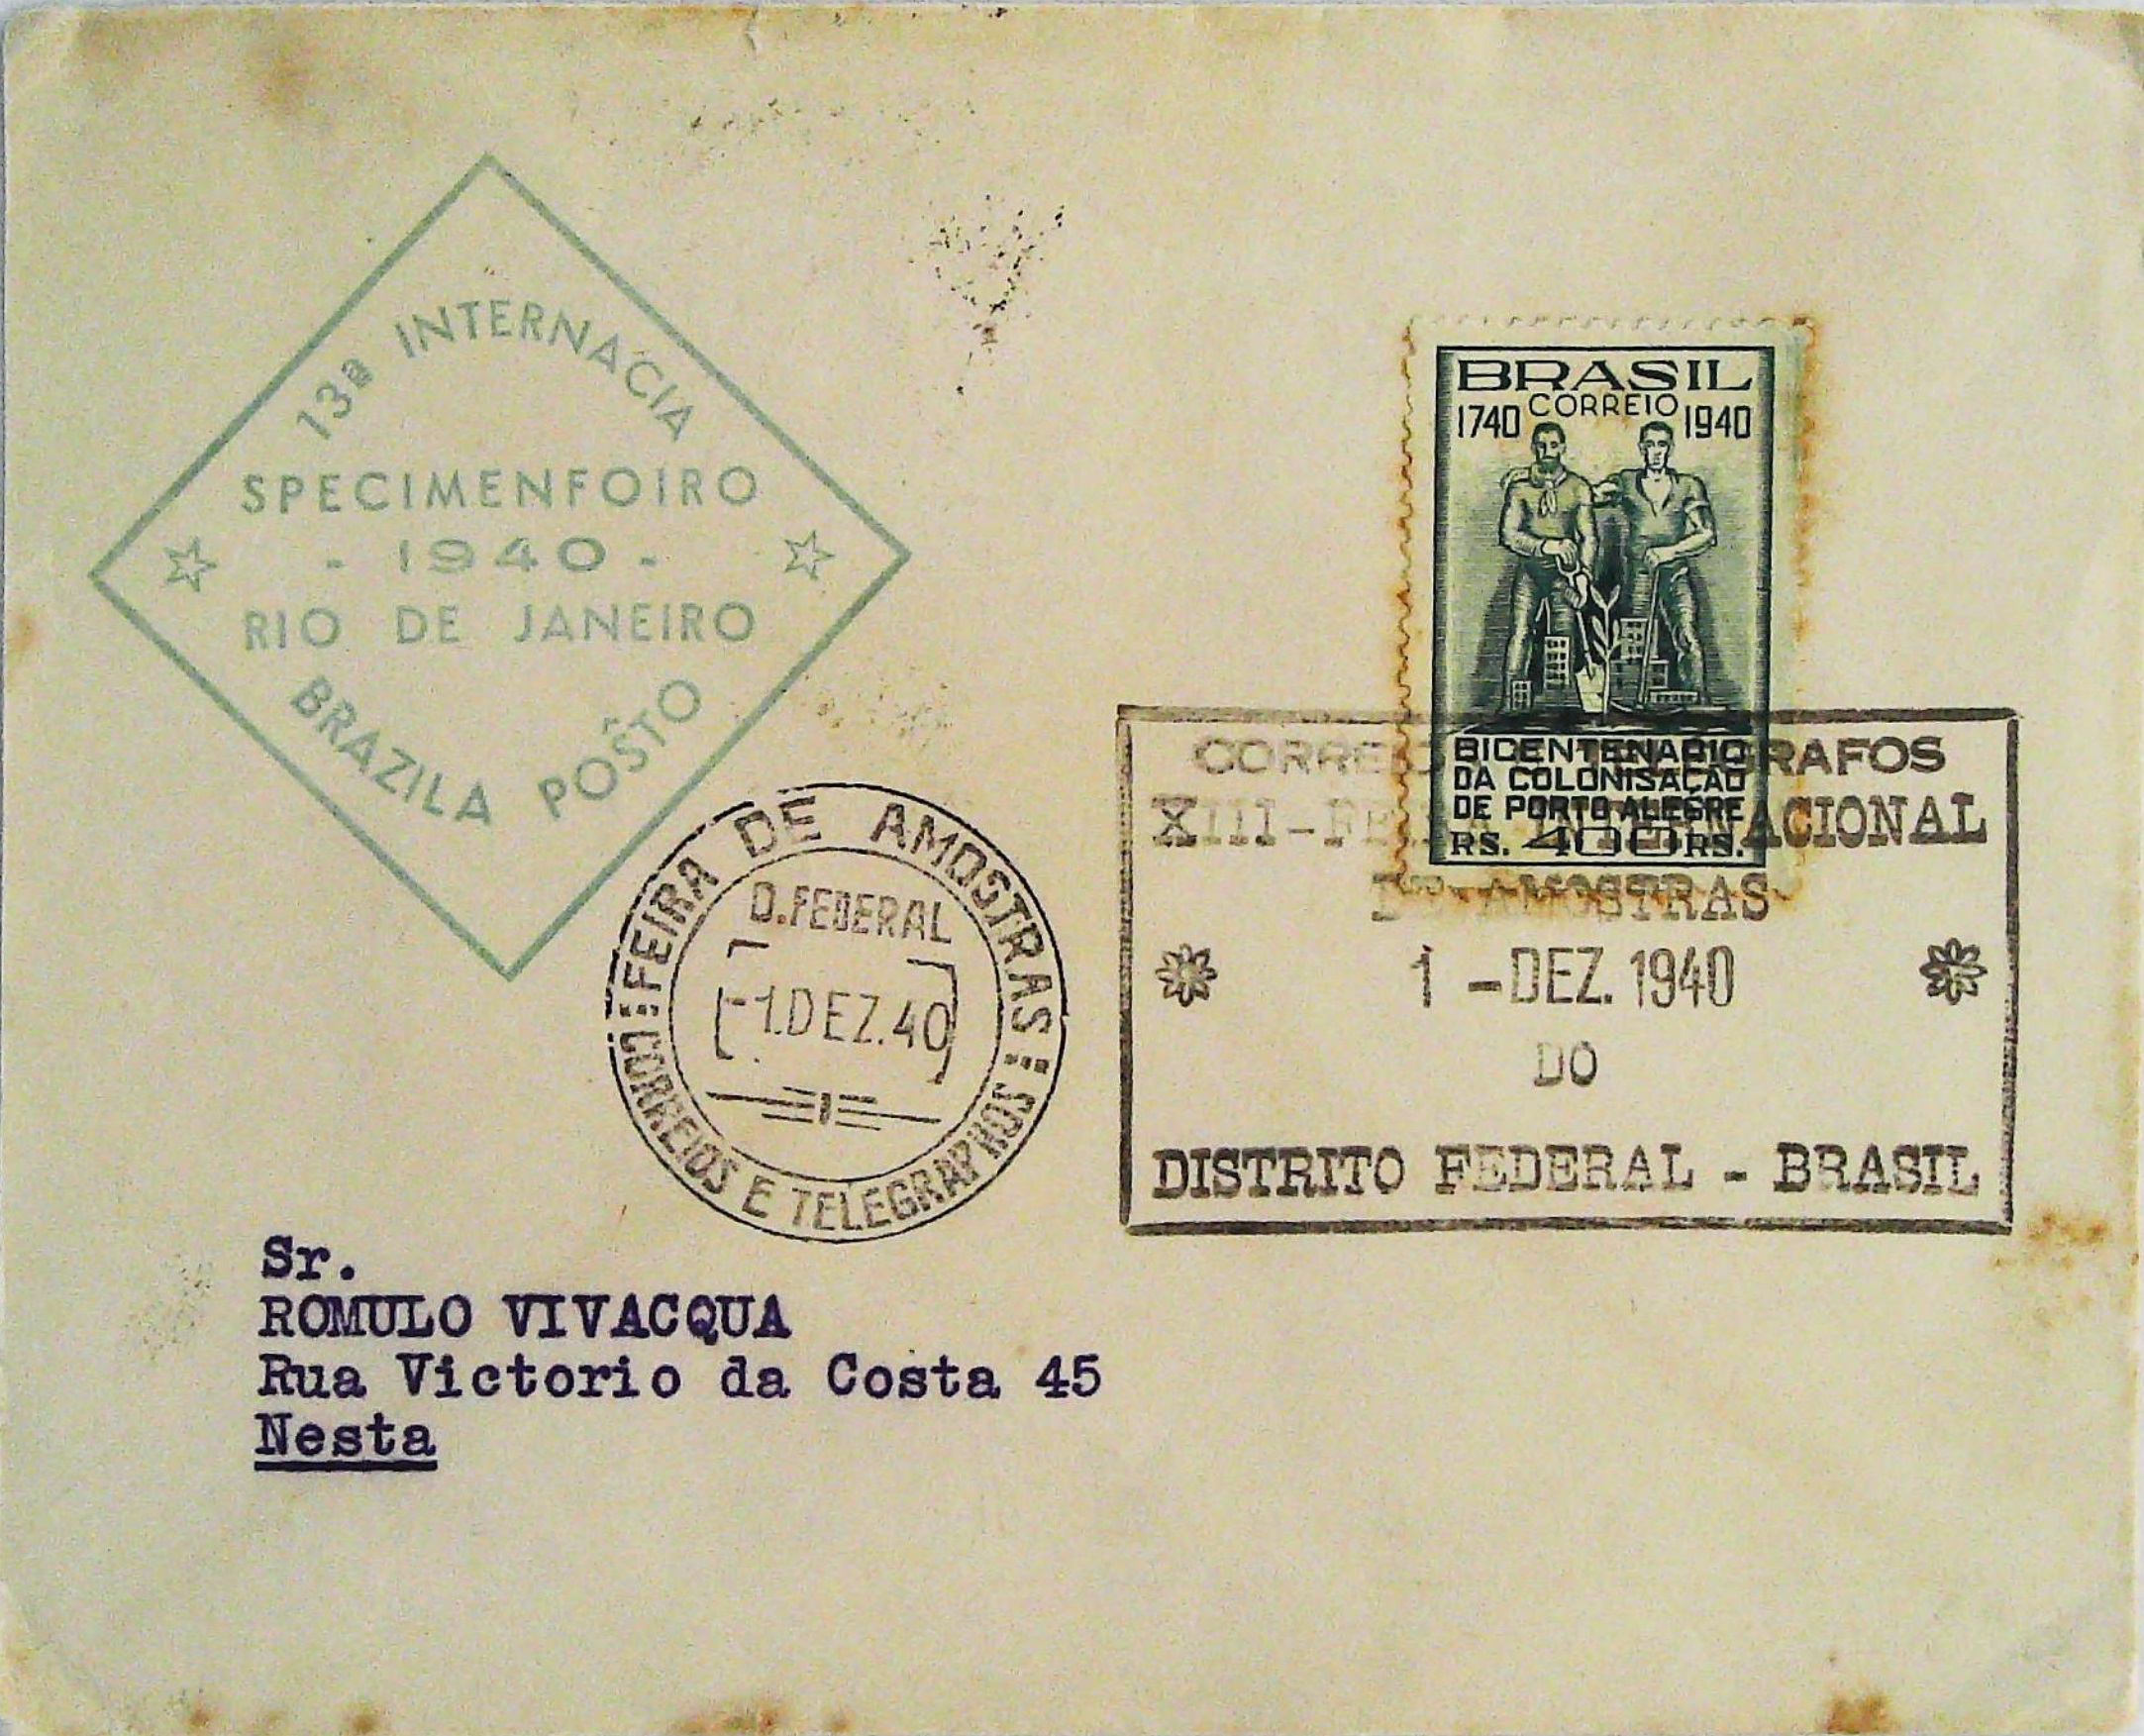 13ª INTERNACIA
SPECIMENFOIRO
- 1940 -
RIO DE JANEIRO
BRAZILA POŜTO
BRASIL
CORREIO
1740 1940
BICENTENARIO
DA COLONISAÇÃO
DE PORTO ALEGRE
RS. 400 RS.
RAFOS
XIII- ACIONAL
AMOSTRAS
1 -DEZ. 1940
DO
DISTRITO FEDERAL - BRASIL
FEIRA DE AMOSTRAS
D.FEDERAL
-1.DEZ.40
CORREIOS E TELEGRAPHOS
Sr.
ROMULO VIVACQUA
Rua Victorio da Costa 45
Nesta